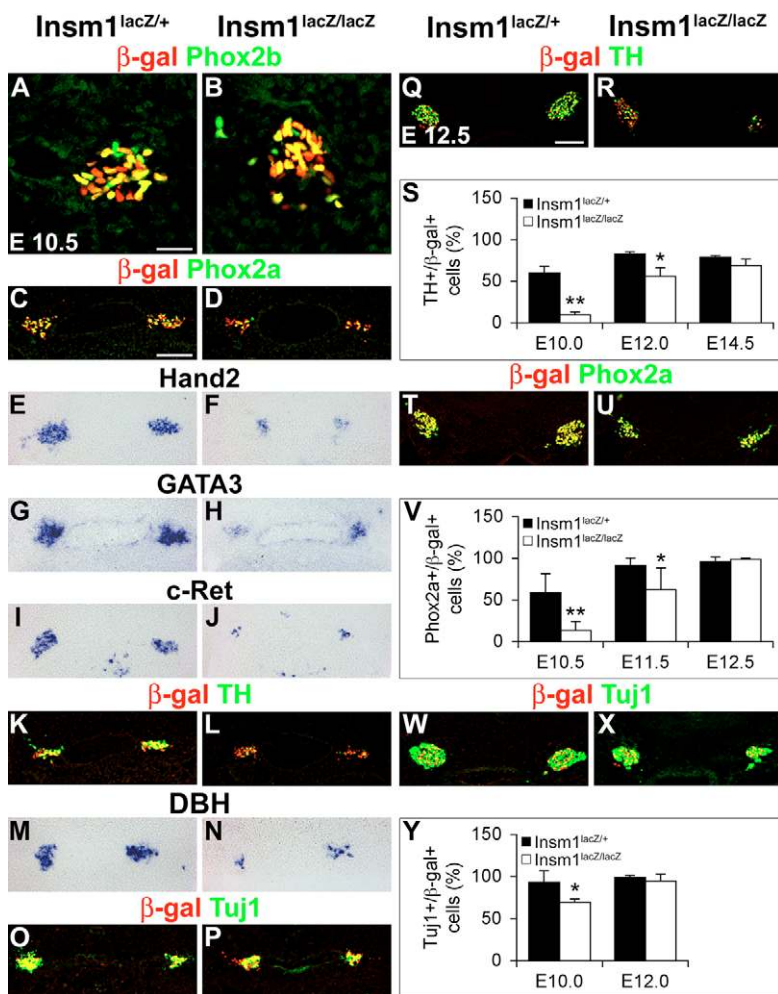 Insm1lacZ/+ Insm1lacZ/lacZ
β-gal Phox2b
A
B
E 10.5
β-gal Phox2a
C
D
Hand2
E
F
GATA3
G
H
c-Ret
I
J
β-gal TH
K
L
DBH
M
N
β-gal Tuj1
O
P
Insm1lacZ/+ Insm1lacZ/lacZ
β-gal TH
Q
R
E 12.5
S
TH+/β-gal+
cells (%)
150
100
50
0
Insm1lacZ/+
Insm1lacZ/lacZ
**
*
E10.0 E12.0 E14.5
β-gal Phox2a
T
U
V
Phox2a+/β-gal+
cells (%)
150
100
50
0
Insm1lacZ/+
Insm1lacZ/lacZ
**
*
E10.5 E11.5 E12.5
β-gal Tuj1
W
X
Y
Tuj1+/β-gal+
cells (%)
150
100
50
0
Insm1lacZ/+
Insm1lacZ/lacZ
*
E10.0 E12.0